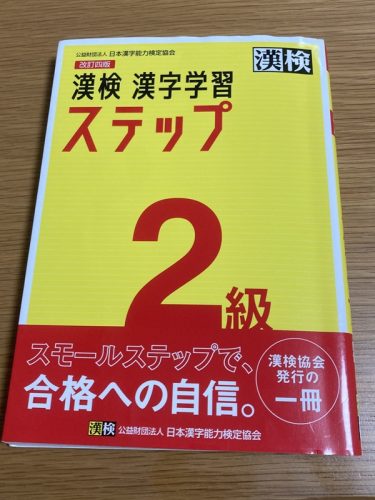 公益財団法人 日本漢字能力検定協会
漢検
改訂四版
漢検 漢字学習
ステップ
2級
スモールステップで、
合格への自信。
漢検協会
発行の
一冊
漢検 公益財団法人 日本漢字能力検定協会